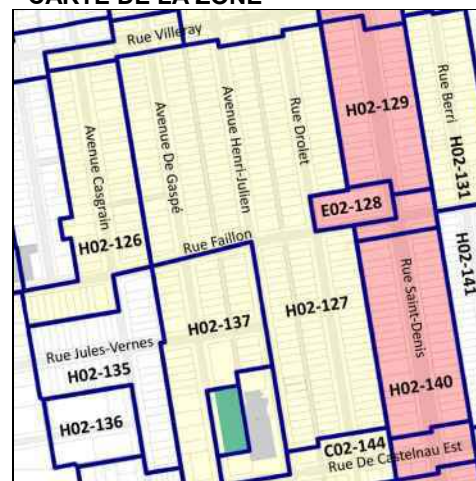 CARTE DE LA ZONE
Rue Villeray
Avenue Casgrain
Avenue De Gaspé
Avenue Henri-Julien
Rue Drolet
H02-129
Rue Berri
H02-131
E02-128
H02-126
Rue Faillon
H02-141
H02-137
H02-127
Rue Saint-Denis
Rue Jules-Vernes
H02-135
H02-140
H02-136
C02-144
Rue De Castelnau Est